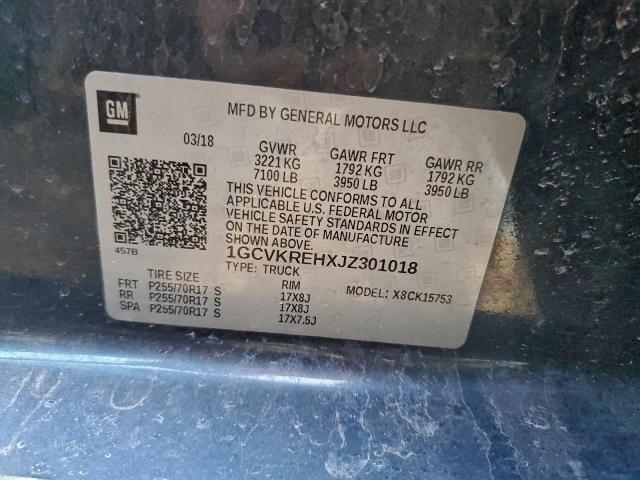 GM
MFD BY GENERAL MOTORS LLC
03/18
GVWR GAWR FRT GAWR RR
3221 KG 1792 KG 1792 KG
7100 LB 3950 LB 3950 LB
THIS VEHICLE CONFORMS TO ALL
APPLICABLE U.S. FEDERAL MOTOR
VEHICLE SAFETY STANDARDS IN EFFECT
ON THE DATE OF MANUFACTURE
SHOWN ABOVE.
457B
1GCVKREHXJZ301018
TYPE: TRUCK MODEL: X8CK15753
TIRE SIZE RIM
FRT P255/70R17 S 17X8J
RR P255/70R17 S 17X8J
SPA P255/70R17 S 17X7.5J